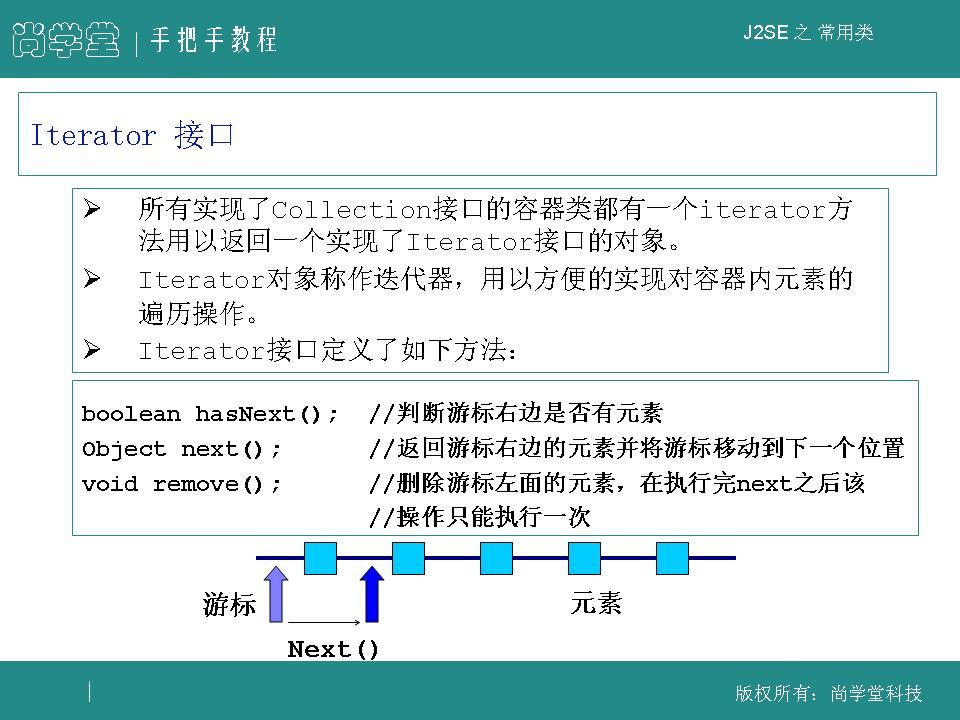 尚学堂 | 手把手教程
J2SE 之 常用类
Iterator 接口
所有实现了Collection接口的容器类都有一个iterator方
法用以返回一个实现了Iterator接口的对象。
Iterator对象称作迭代器，用以方便的实现对容器内元素的
遍历操作。
Iterator接口定义了如下方法：
boolean hasNext();  //判断游标右边是否有元素
Object next();      //返回游标右边的元素并将游标移动到下一个位置
void remove();      //删除游标左面的元素，在执行完next之后该
//操作只能执行一次
游标
元素
Next()
版权所有：尚学堂科技